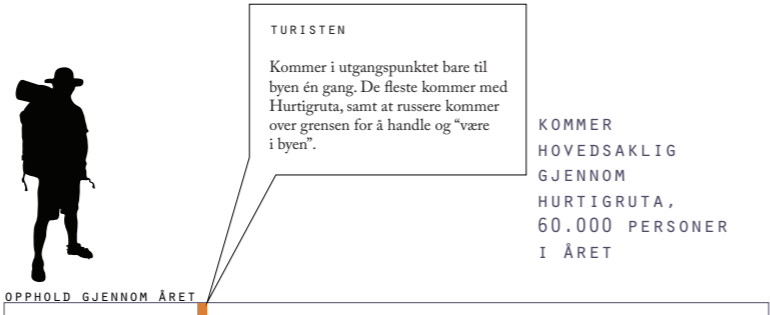 TURISTEN
Kommer i utgangspunktet bare til
byen én gang. De fleste kommer med
Hurtigruta, samt at russere kommer
over grensen for å handle og “være
i byen”.
KOMMER
HOVEDSAKLIG
GJENNOM
HURTIGRUTA,
60.000 PERSONER
I ÅRET
OPPHOLD GJENNOM ÅRET